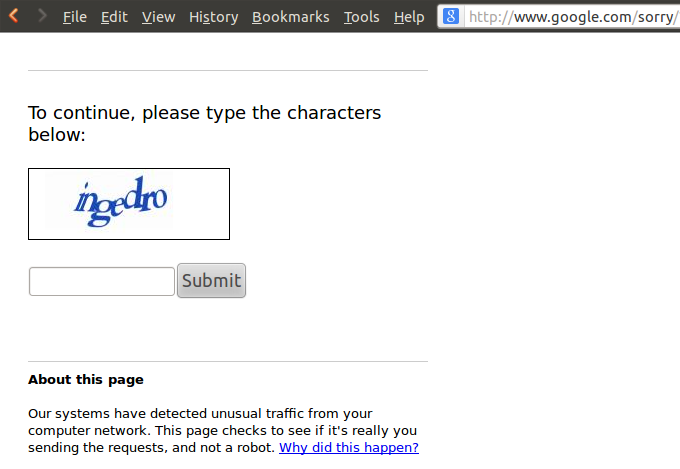 File Edit View History Bookmarks Tools Help http://www.google.com/sorry/
To continue, please type the characters
below:
ingedro
Submit
About this page
Our systems have detected unusual traffic from your
computer network. This page checks to see if it's really you
sending the requests, and not a robot. Why did this happen?